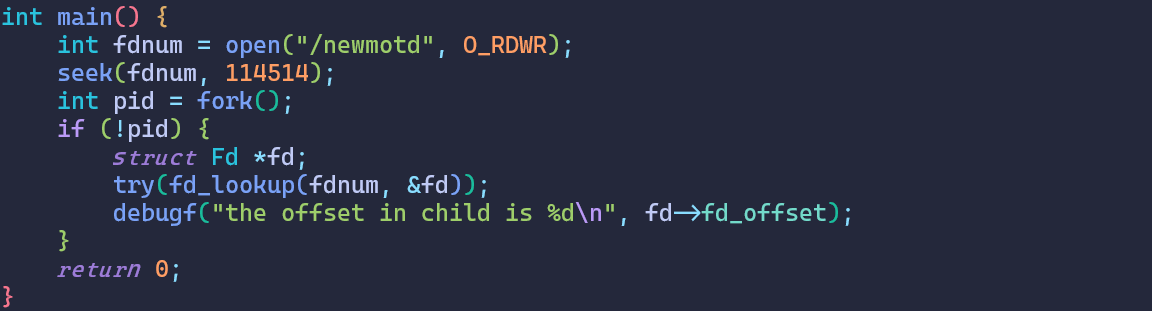 int main() {
    int fdnum = open("/newmotd", O_RDWR);
    seek(fdnum, 114514);
    int pid = fork();
    if (!pid) {
        struct Fd *fd;
        try(fd_lookup(fdnum, &fd));
        debugf("the offset in child is %d\n", fd->fd_offset);
    }
    return 0;
}